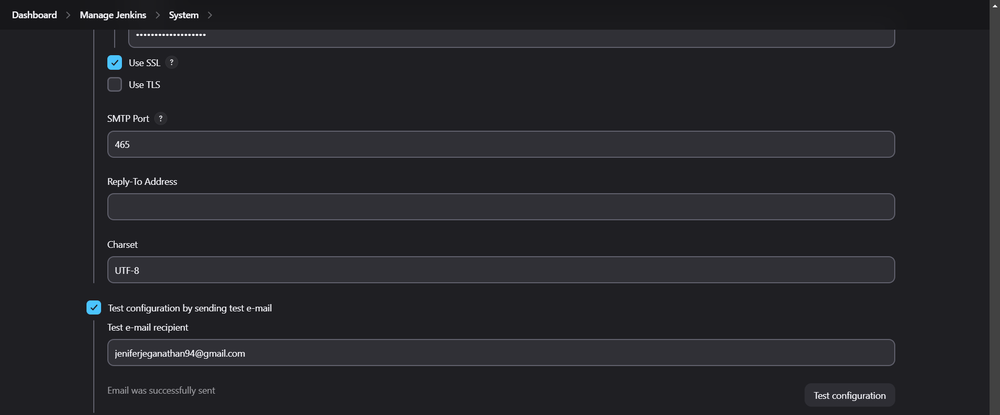 Dashboard > Manage Jenkins > System >
•••••••••••••••••••
Use SSL ?
Use TLS
SMTP Port ?
465
Reply-To Address
Charset
UTF-8
Test configuration by sending test e-mail
Test e-mail recipient
jeniferjeganathan94@gmail.com
Email was successfully sent
Test configuration